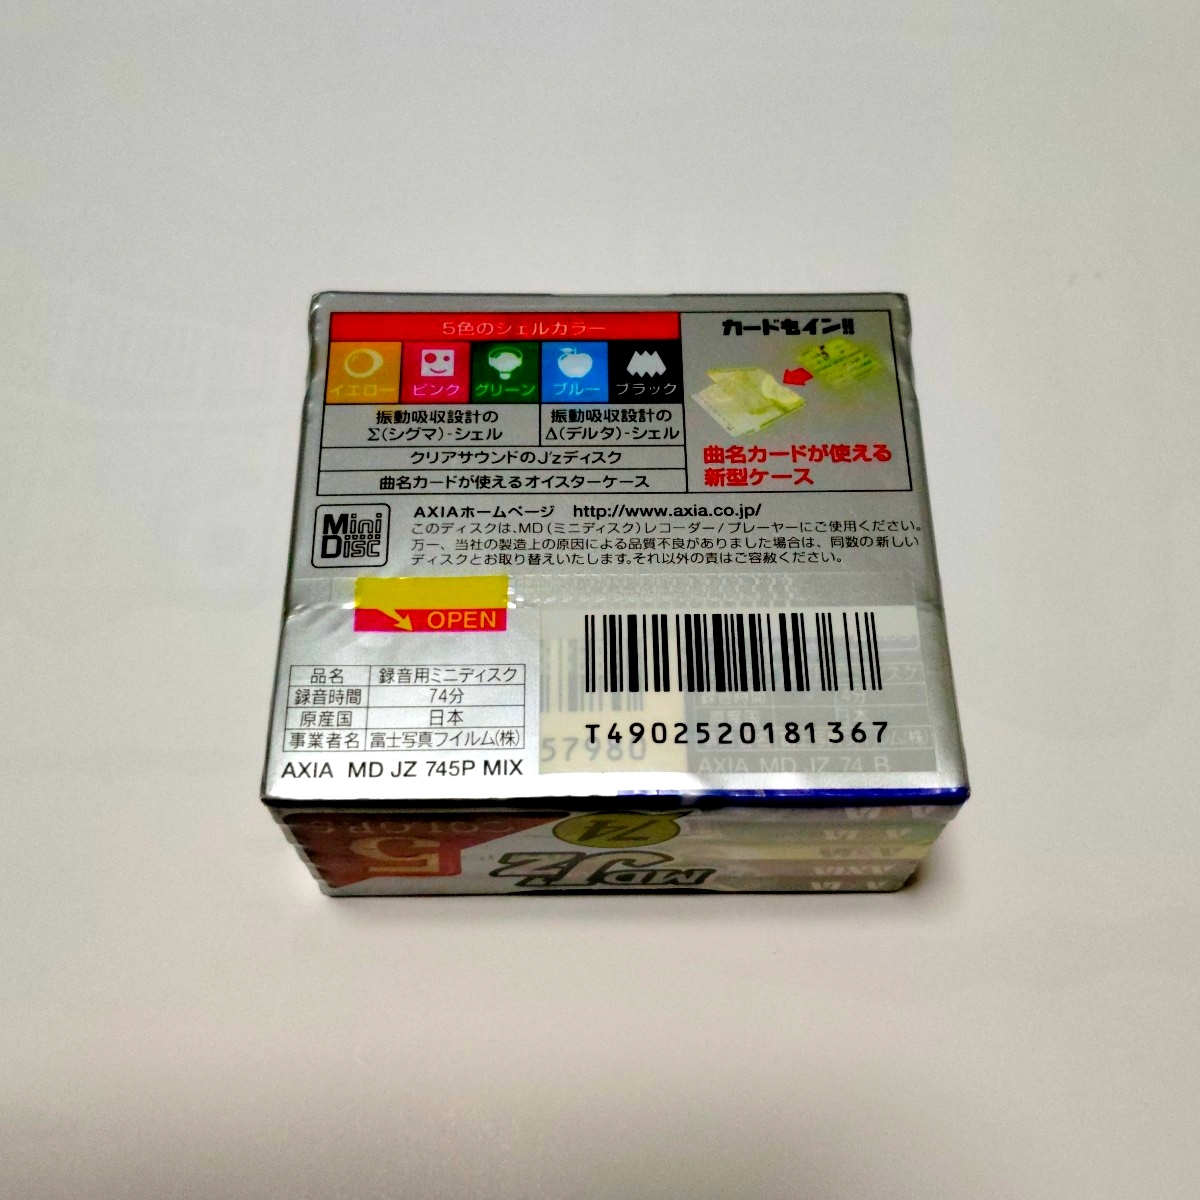 5色のシェルカラー
イエロー ピンク グリーン ブルー ブラック
振動吸収設計の
Σ(シグマ)-シェル
振動吸収設計の
Δ(デルタ)-シェル
クリアサウンドのJ'zディスク
曲名カードが使えるオイスターケース
カードもイン!!
曲名カードが使える
新型ケース
Mini
Disc
AXIAホームページ http://www.axia.co.jp/
このディスクは、MD(ミニディスク)レコーダー/プレーヤーにご使用ください。
万一、当社の製造上の原因による品質不良がありました場合は、同数の新しい
ディスクとお取り替えいたします。それ以外の責はご容赦ください。
OPEN
品名 録音用ミニディスク
録音時間 74分
原産国 日本
事業者名 富士写真フイルム(株)
AXIA MD JZ 745P MIX
T4902520181367
57980
AXIA MD JZ 74 B
74
5
MD J'z